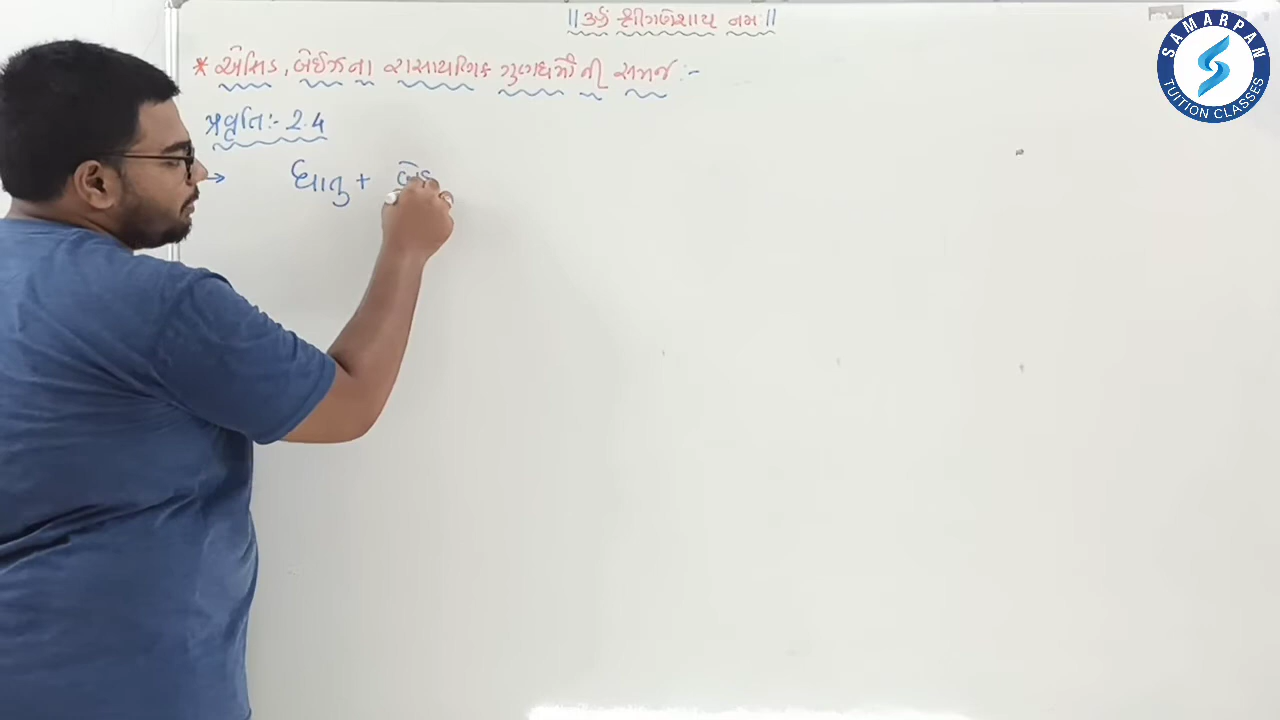 || ૐ શ્રી ગણેશાય નમઃ ||
* એસિડ, બેઈઝના રાસાયણિક ગુણધર્મો ની સમજ :-
પ્રવૃતિ:- 2.4
→ ધાતુ +
SAMARPAN
TUITION CLASSES